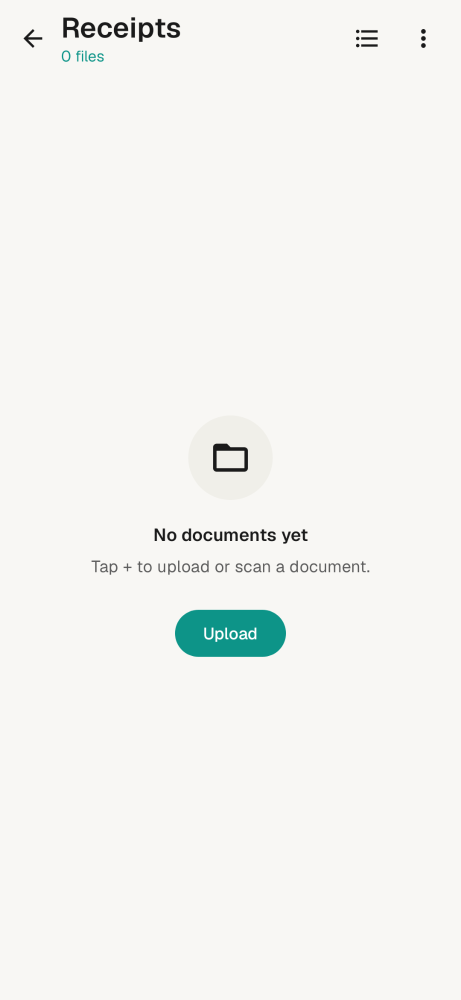 Receipts
0 files
No documents yet
Tap + to upload or scan a document.
Upload